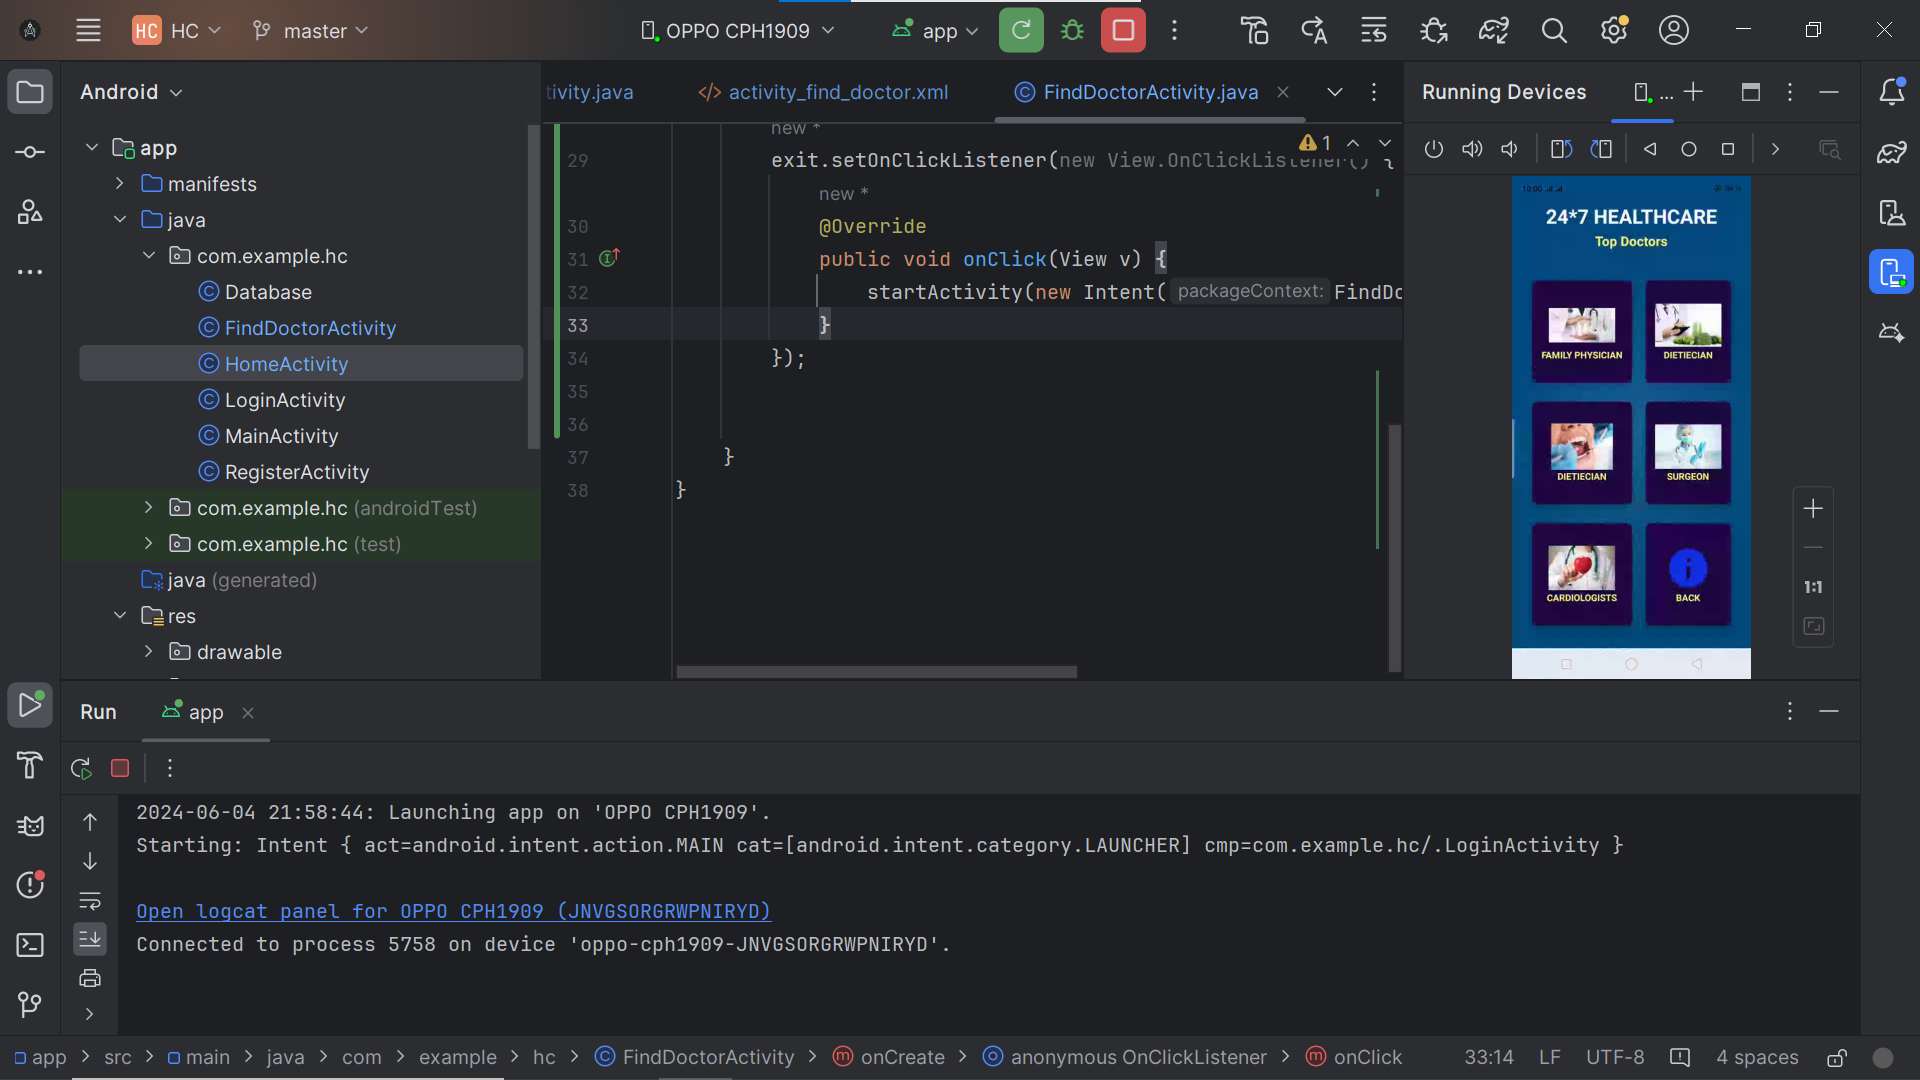 HC HC master OPPO CPH1909 app
Android
app
manifests
java
com.example.hc
Database
FindDoctorActivity
HomeActivity
LoginActivity
MainActivity
RegisterActivity
com.example.hc (androidTest)
com.example.hc (test)
java (generated)
res
drawable
tivity.java activity_find_doctor.xml FindDoctorActivity.java
new *
1
29 exit.setOnClickListener(new View.OnClickListener() {
new *
30 @Override
31 public void onClick(View v) {
32 startActivity(new Intent( packageContext: FindDo
33 }
34 });
35
36
37 }
38 }
Running Devices ...
10:00
24*7 HEALTHCARE
Top Doctors
FAMILY PHYSICIAN DIETIECIAN
DIETIECIAN SURGEON
CARDIOLOGISTS BACK
1:1
Run app
2024-06-04 21:58:44: Launching app on 'OPPO CPH1909'.
Starting: Intent { act=android.intent.action.MAIN cat=[android.intent.category.LAUNCHER] cmp=com.example.hc/.LoginActivity }
Open logcat panel for OPPO CPH1909 (JNVGSORGRWPNIRYD)
Connected to process 5758 on device 'oppo-cph1909-JNVGSORGRWPNIRYD'.
app > src > main > java > com > example > hc > FindDoctorActivity > onCreate > anonymous OnClickListener > onClick 33:14 LF UTF-8 4 spaces